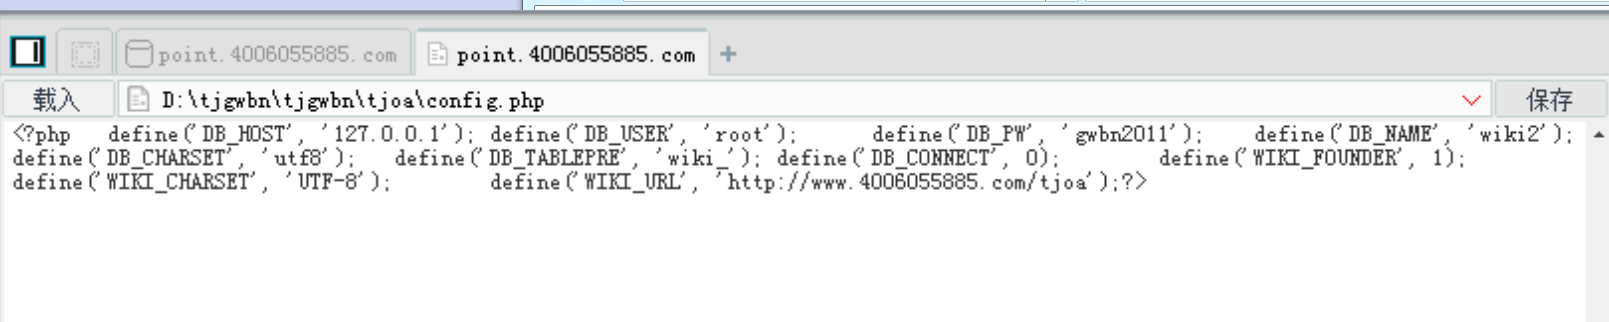 point.4006055885.com point.4006055885.com +
载入 D:\tjgwbn\tjgwbn\tjoa\config.php 保存
<?php define('DB_HOST', '127.0.0.1'); define('DB_USER', 'root'); define('DB_PW', 'gwbn2011'); define('DB_NAME', 'wiki2');
define('DB_CHARSET', 'utf8'); define('DB_TABLEPRE', 'wiki_'); define('DB_CONNECT', 0); define('WIKI_FOUNDER', 1);
define('WIKI_CHARSET', 'UTF-8'); define('WIKI_URL', 'http://www.4006055885.com/tjoa');?>